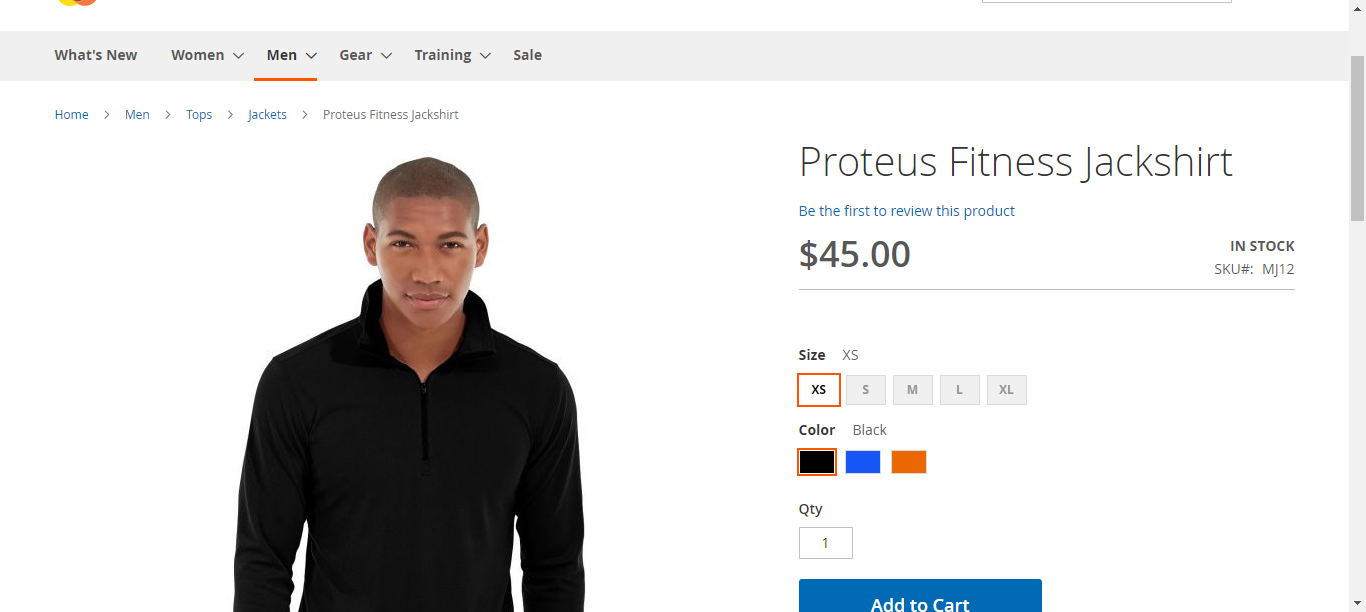 What's New Women Men Gear Training Sale
Home Men Tops Jackets Proteus Fitness Jackshirt
Proteus Fitness Jackshirt
Be the first to review this product
$45.00
IN STOCK
SKU#: MJ12
Size XS
XS S M L XL
Color Black
Qty
1
Add to Cart